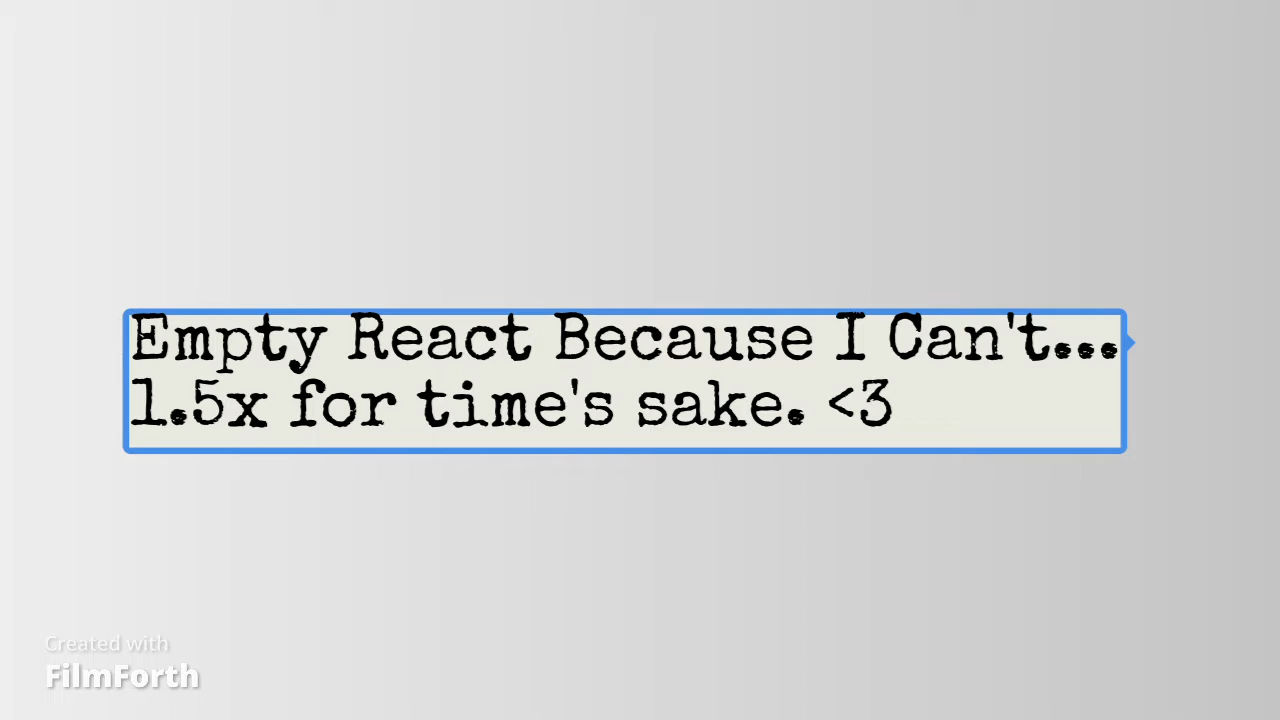 Empty React Because I Can't...
1.5x for time's sake. <3
Created with
FilmForth